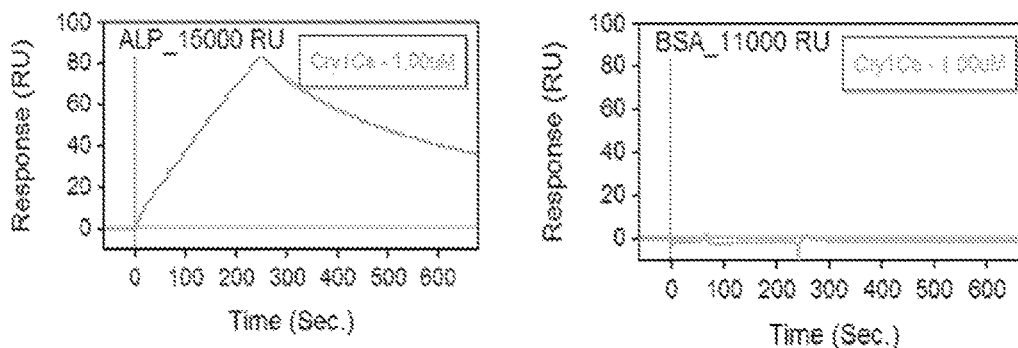 100
80
60
40
20
0
Response (RU)
ALP_15000 RU
Cry1Ca - 1.00uM
0 100 200 300 400 500 600
Time (Sec.)
100
80
60
40
20
0
Response (RU)
BSA_11000 RU
Cry1Ca - 1.00uM
0 100 200 300 400 500 600
Time (Sec.)